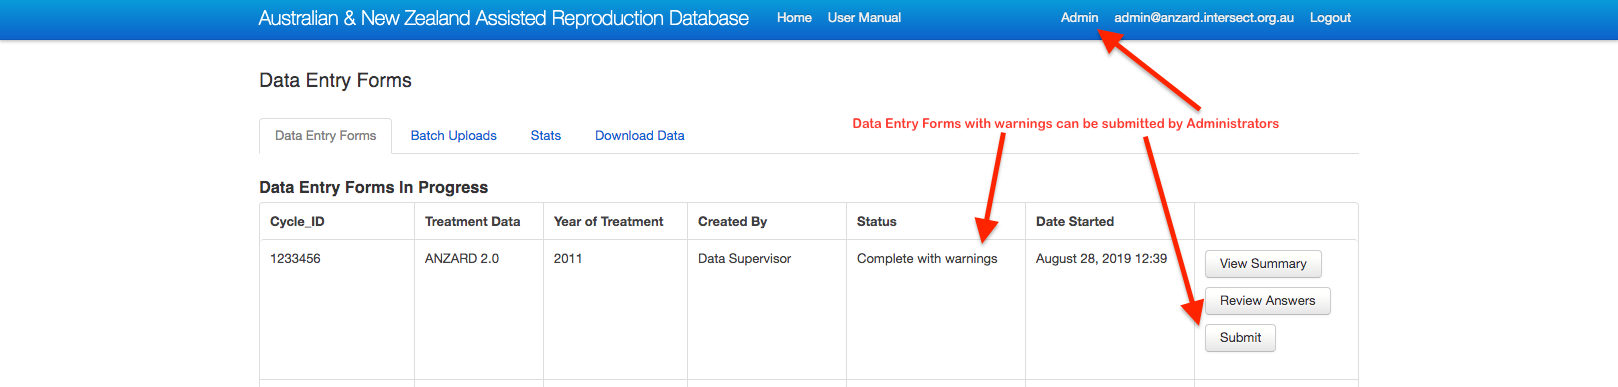 Australian & New Zealand Assisted Reproduction Database Home User Manual Admin admin@anzard.intersect.org.au Logout
Data Entry Forms
Data Entry Forms with warnings can be submitted by Administrators
Data Entry Forms Batch Uploads Stats Download Data
Data Entry Forms In Progress
Cycle_ID Treatment Data Year of Treatment Created By Status Date Started
1233456 ANZARD 2.0 2011 Data Supervisor Complete with warnings August 28, 2019 12:39 View Summary
Review Answers
Submit